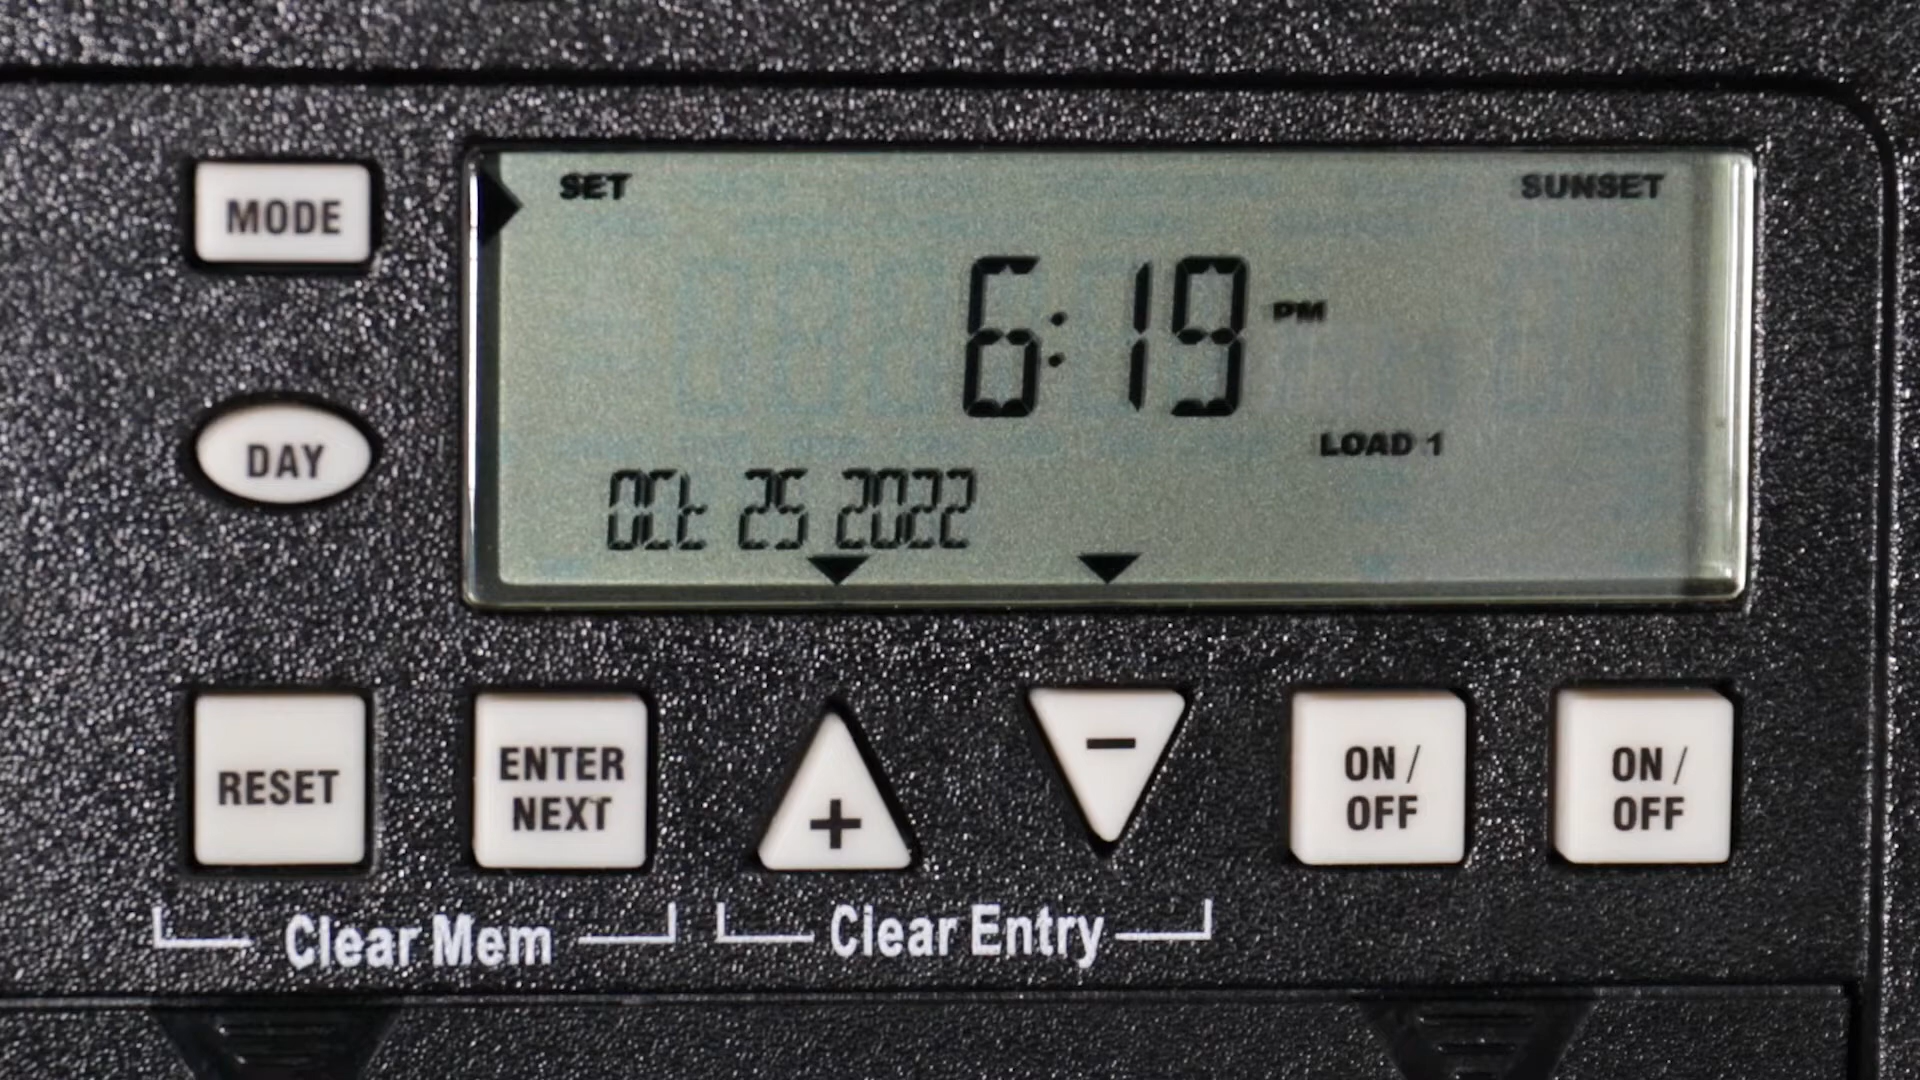 MODE
SET
SUNSET
6:19 PM
DAY
LOAD 1
OCt 25 2022
RESET
ENTER
NEXT
+
−
ON /
OFF
ON /
OFF
Clear Mem
Clear Entry